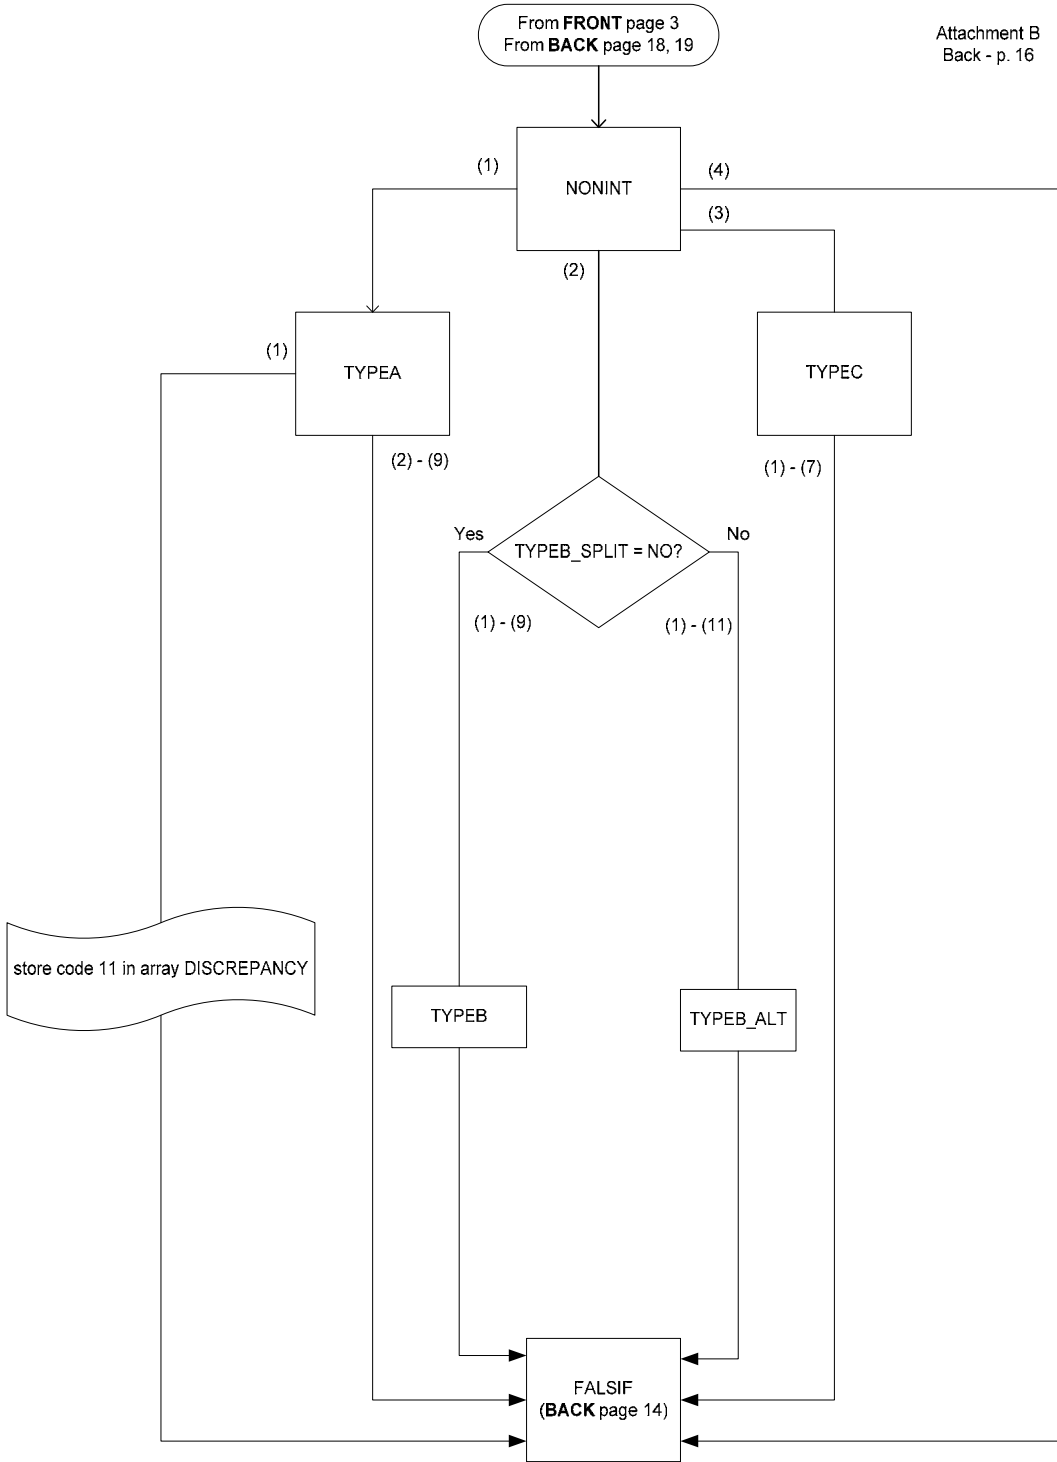 From FRONT page 3
From BACK page 18, 19
Attachment B
Back - p. 16
(1)
NONINT
(4)
(3)
(2)
(1)
TYPEA
TYPEC
(2) - (9)
(1) - (7)
Yes
TYPEB_SPLIT = NO?
No
(1) - (9)
(1) - (11)
store code 11 in array DISCREPANCY
TYPEB
TYPEB_ALT
FALSIF
(BACK page 14)